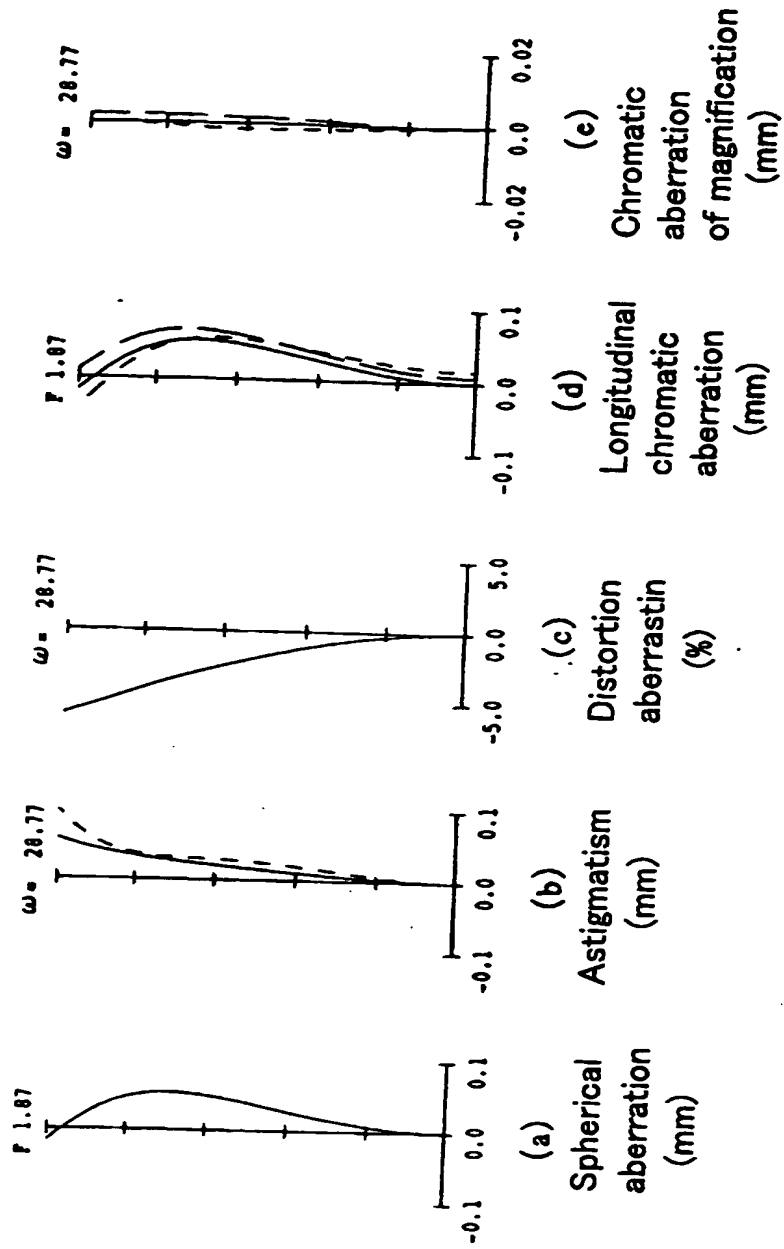 F 1.87
-0.1 0.0 0.1
(a)
Spherical
aberration
(mm)
ω= 28.77
-0.1 0.0 0.1
(b)
Astigmatism
(mm)
ω= 28.77
-5.0 0.0 5.0
(c)
Distortion
aberrastin
(%)
F 1.87
-0.1 0.0 0.1
(d)
Longitudinal
chromatic
aberration
(mm)
ω= 28.77
-0.02 0.0 0.02
(e)
Chromatic
aberration
of magnification
(mm)